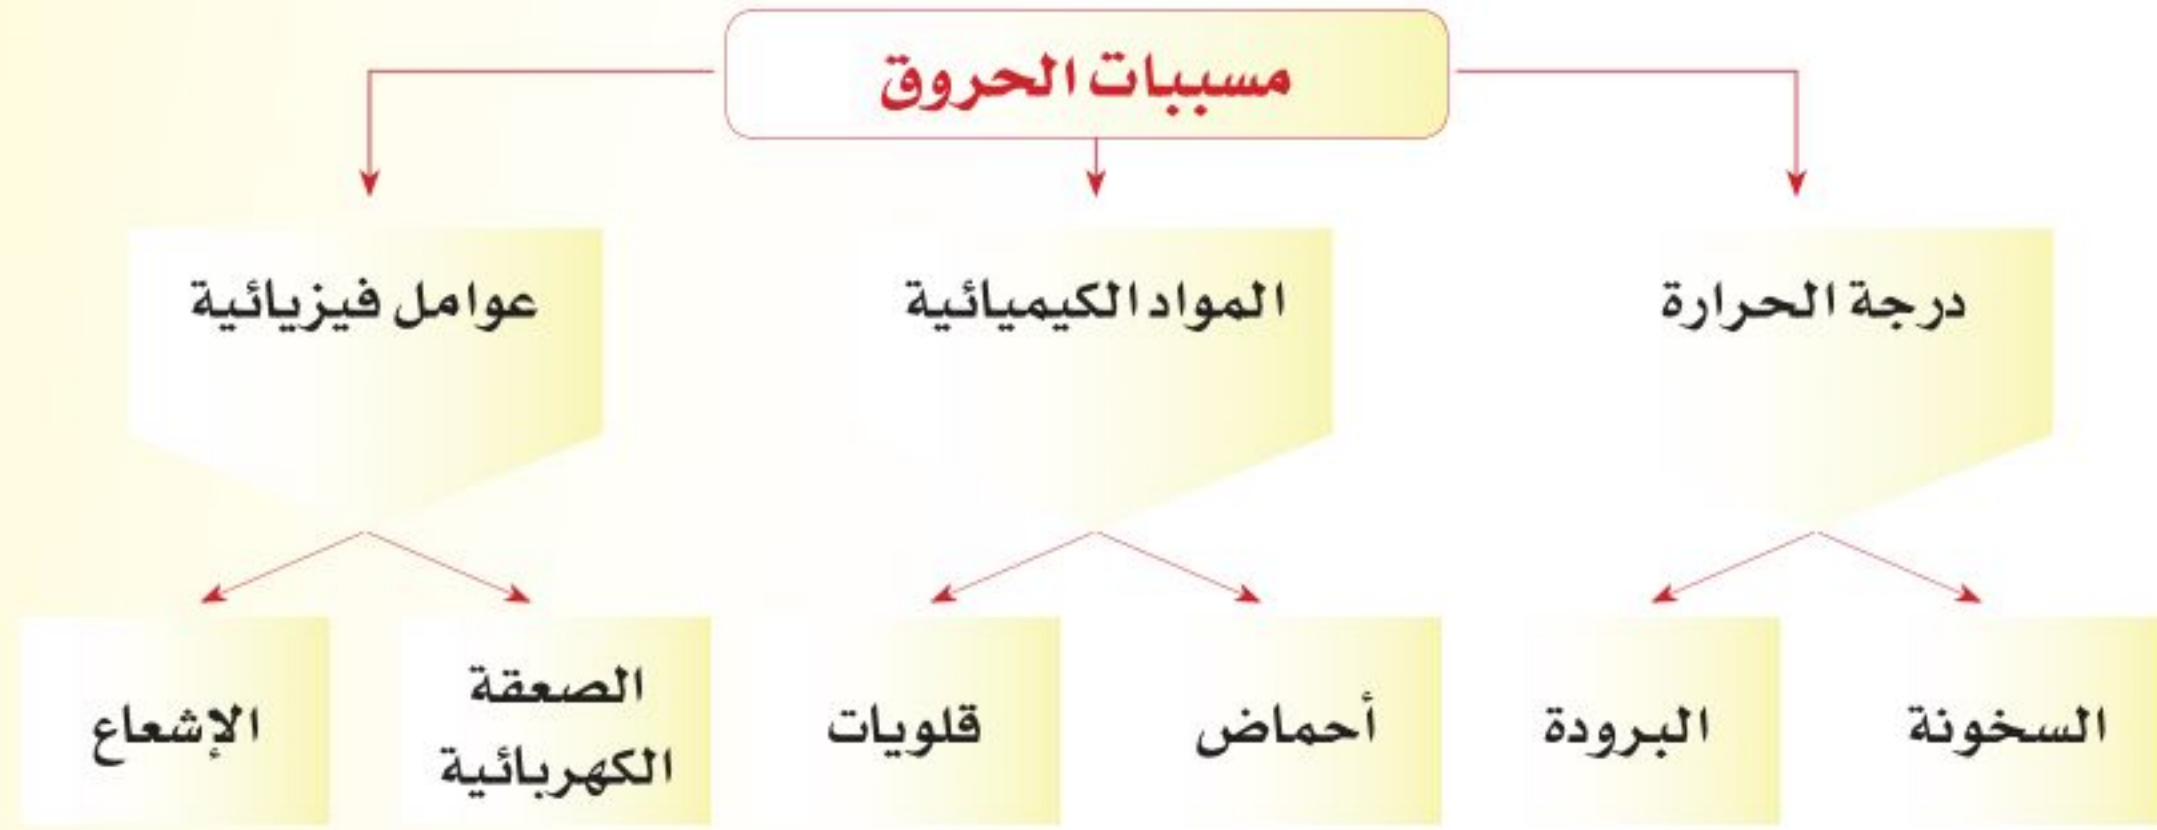 مسببات الحروق
درجة الحرارة
المواد الكيميائية
عوامل فيزيائية
السخونة
البرودة
أحماض
قلويات
الصعقة
الكهربائية
الإشعاع